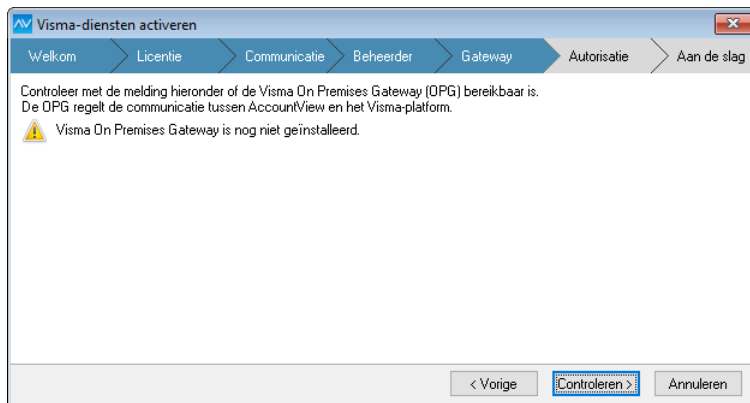 Visma-diensten activeren
Welkom Licentie Communicatie Beheerder Gateway Autorisatie Aan de slag
Controleer met de melding hieronder of de Visma On Premises Gateway (OPG) bereikbaar is.
De OPG regelt de communicatie tussen AccountView en het Visma-platform.
Visma On Premises Gateway is nog niet geïnstalleerd.
< Vorige Controleren > Annuleren